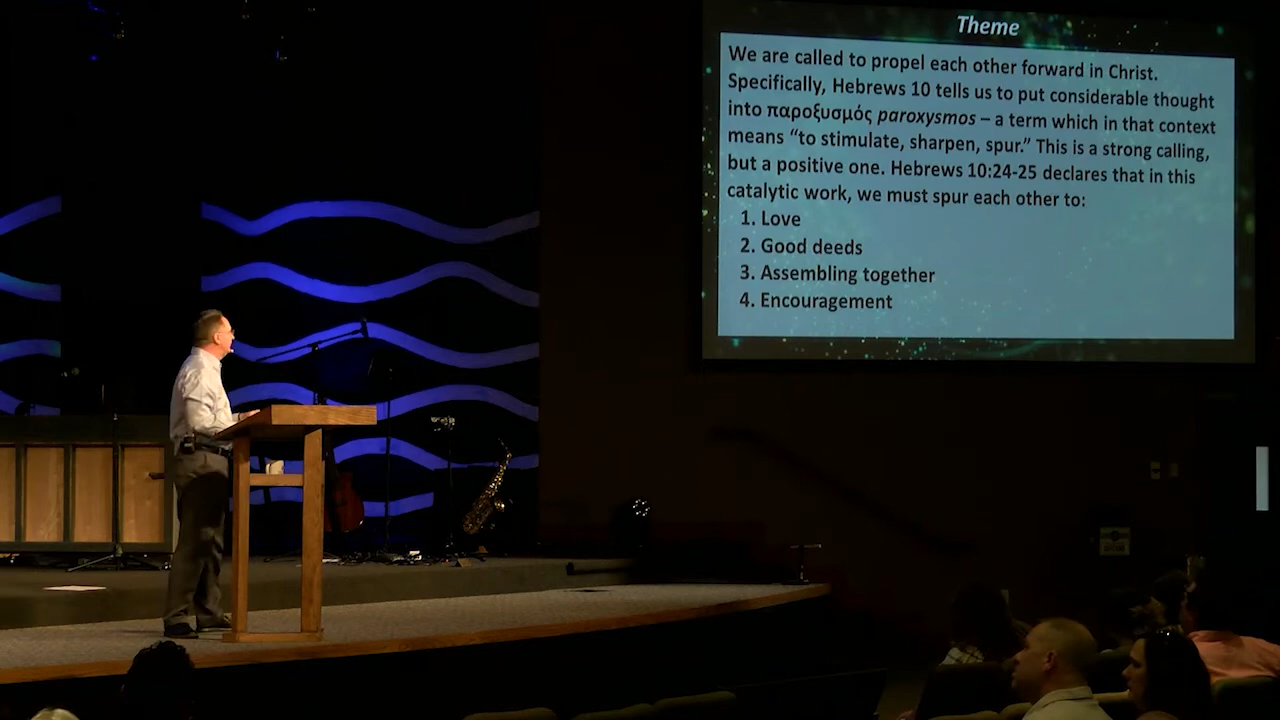 Theme
We are called to propel each other forward in Christ.
Specifically, Hebrews 10 tells us to put considerable thought
into παροξυσμός paroxysmos – a term which in that context
means “to stimulate, sharpen, spur.” This is a strong calling,
but a positive one. Hebrews 10:24-25 declares that in this
catalytic work, we must spur each other to:
1. Love
2. Good deeds
3. Assembling together
4. Encouragement